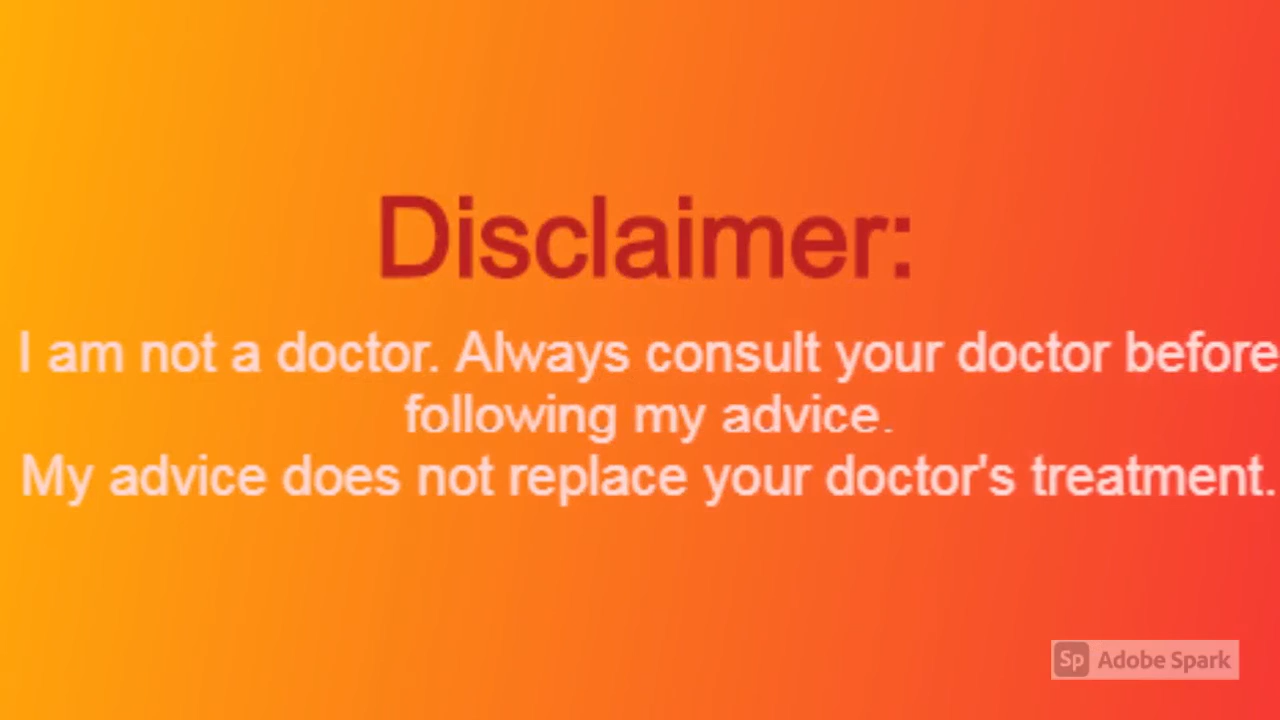 Disclaimer:
I am not a doctor. Always consult your doctor before
following my advice.
My advice does not replace your doctor's treatment.
Sp Adobe Spark